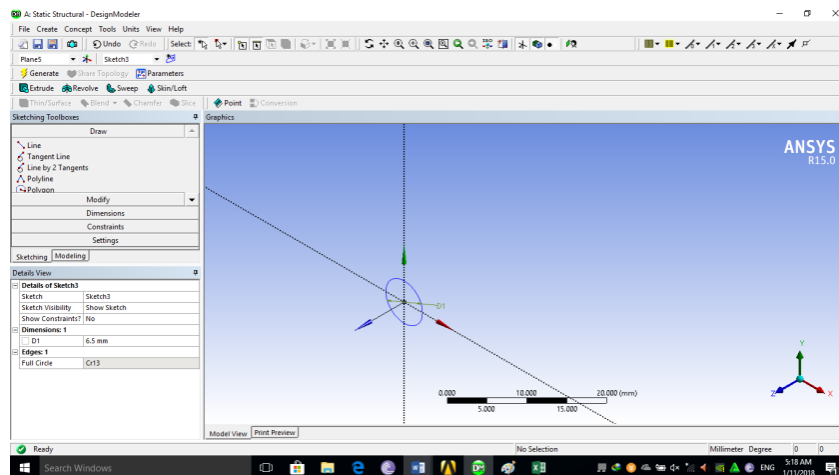 A: Static Structural - DesignModeler
File Create Concept Tools Units View Help
Undo Redo Select:
Plane5 Sketch3
Generate Share Topology Parameters
Extrude Revolve Sweep Skin/Loft
Thin/Surface Blend Chamfer Slice Point Conversion
Sketching Toolboxes
Draw
Line
Tangent Line
Line by 2 Tangents
Polyline
Polygon
Modify
Dimensions
Constraints
Settings
Sketching Modeling
Details View
Details of Sketch3
Sketch Sketch3
Sketch Visibility Show Sketch
Show Constraints? No
Dimensions: 1
D1 6.5 mm
Edges: 1
Full Circle Cr13
Graphics
ANSYS
R15.0
D1
0.000 10.000 20.000 (mm)
5.000 15.000
Y
Z X
Model View Print Preview
Ready No Selection Millimeter Degree 0 0
Search Windows ENG 5:18 AM
1/11/2018